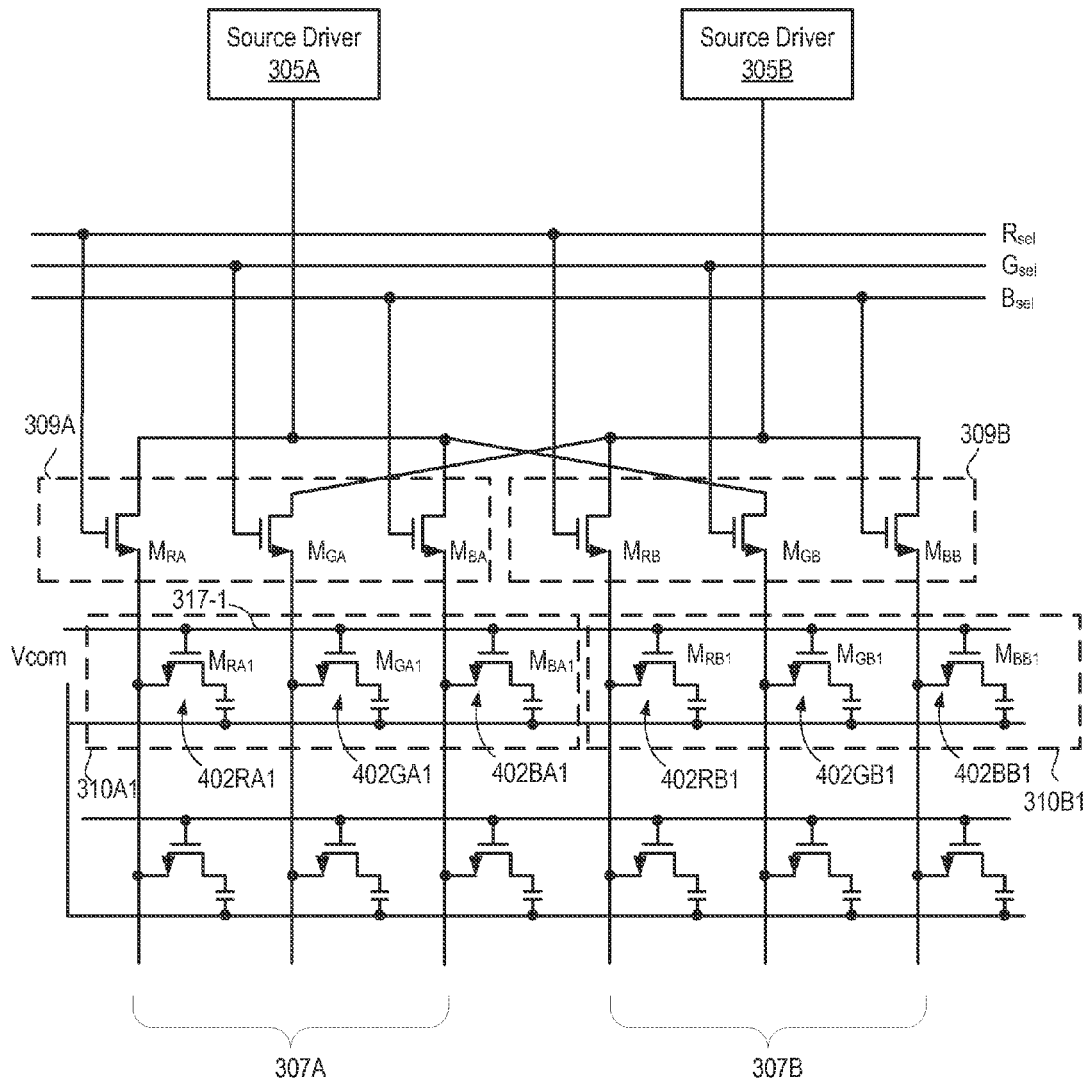 Source Driver
305A
Source Driver
305B
Rsel
Gsel
Bsel
309A
309B
MRA
MGA
MBA
MRB
MGB
MBB
317-1
Vcom
MRA1
MGA1
MBA1
MRB1
MGB1
MBB1
310A1
402RA1
402GA1
402BA1
402RB1
402GB1
402BB1
310B1
307A
307B